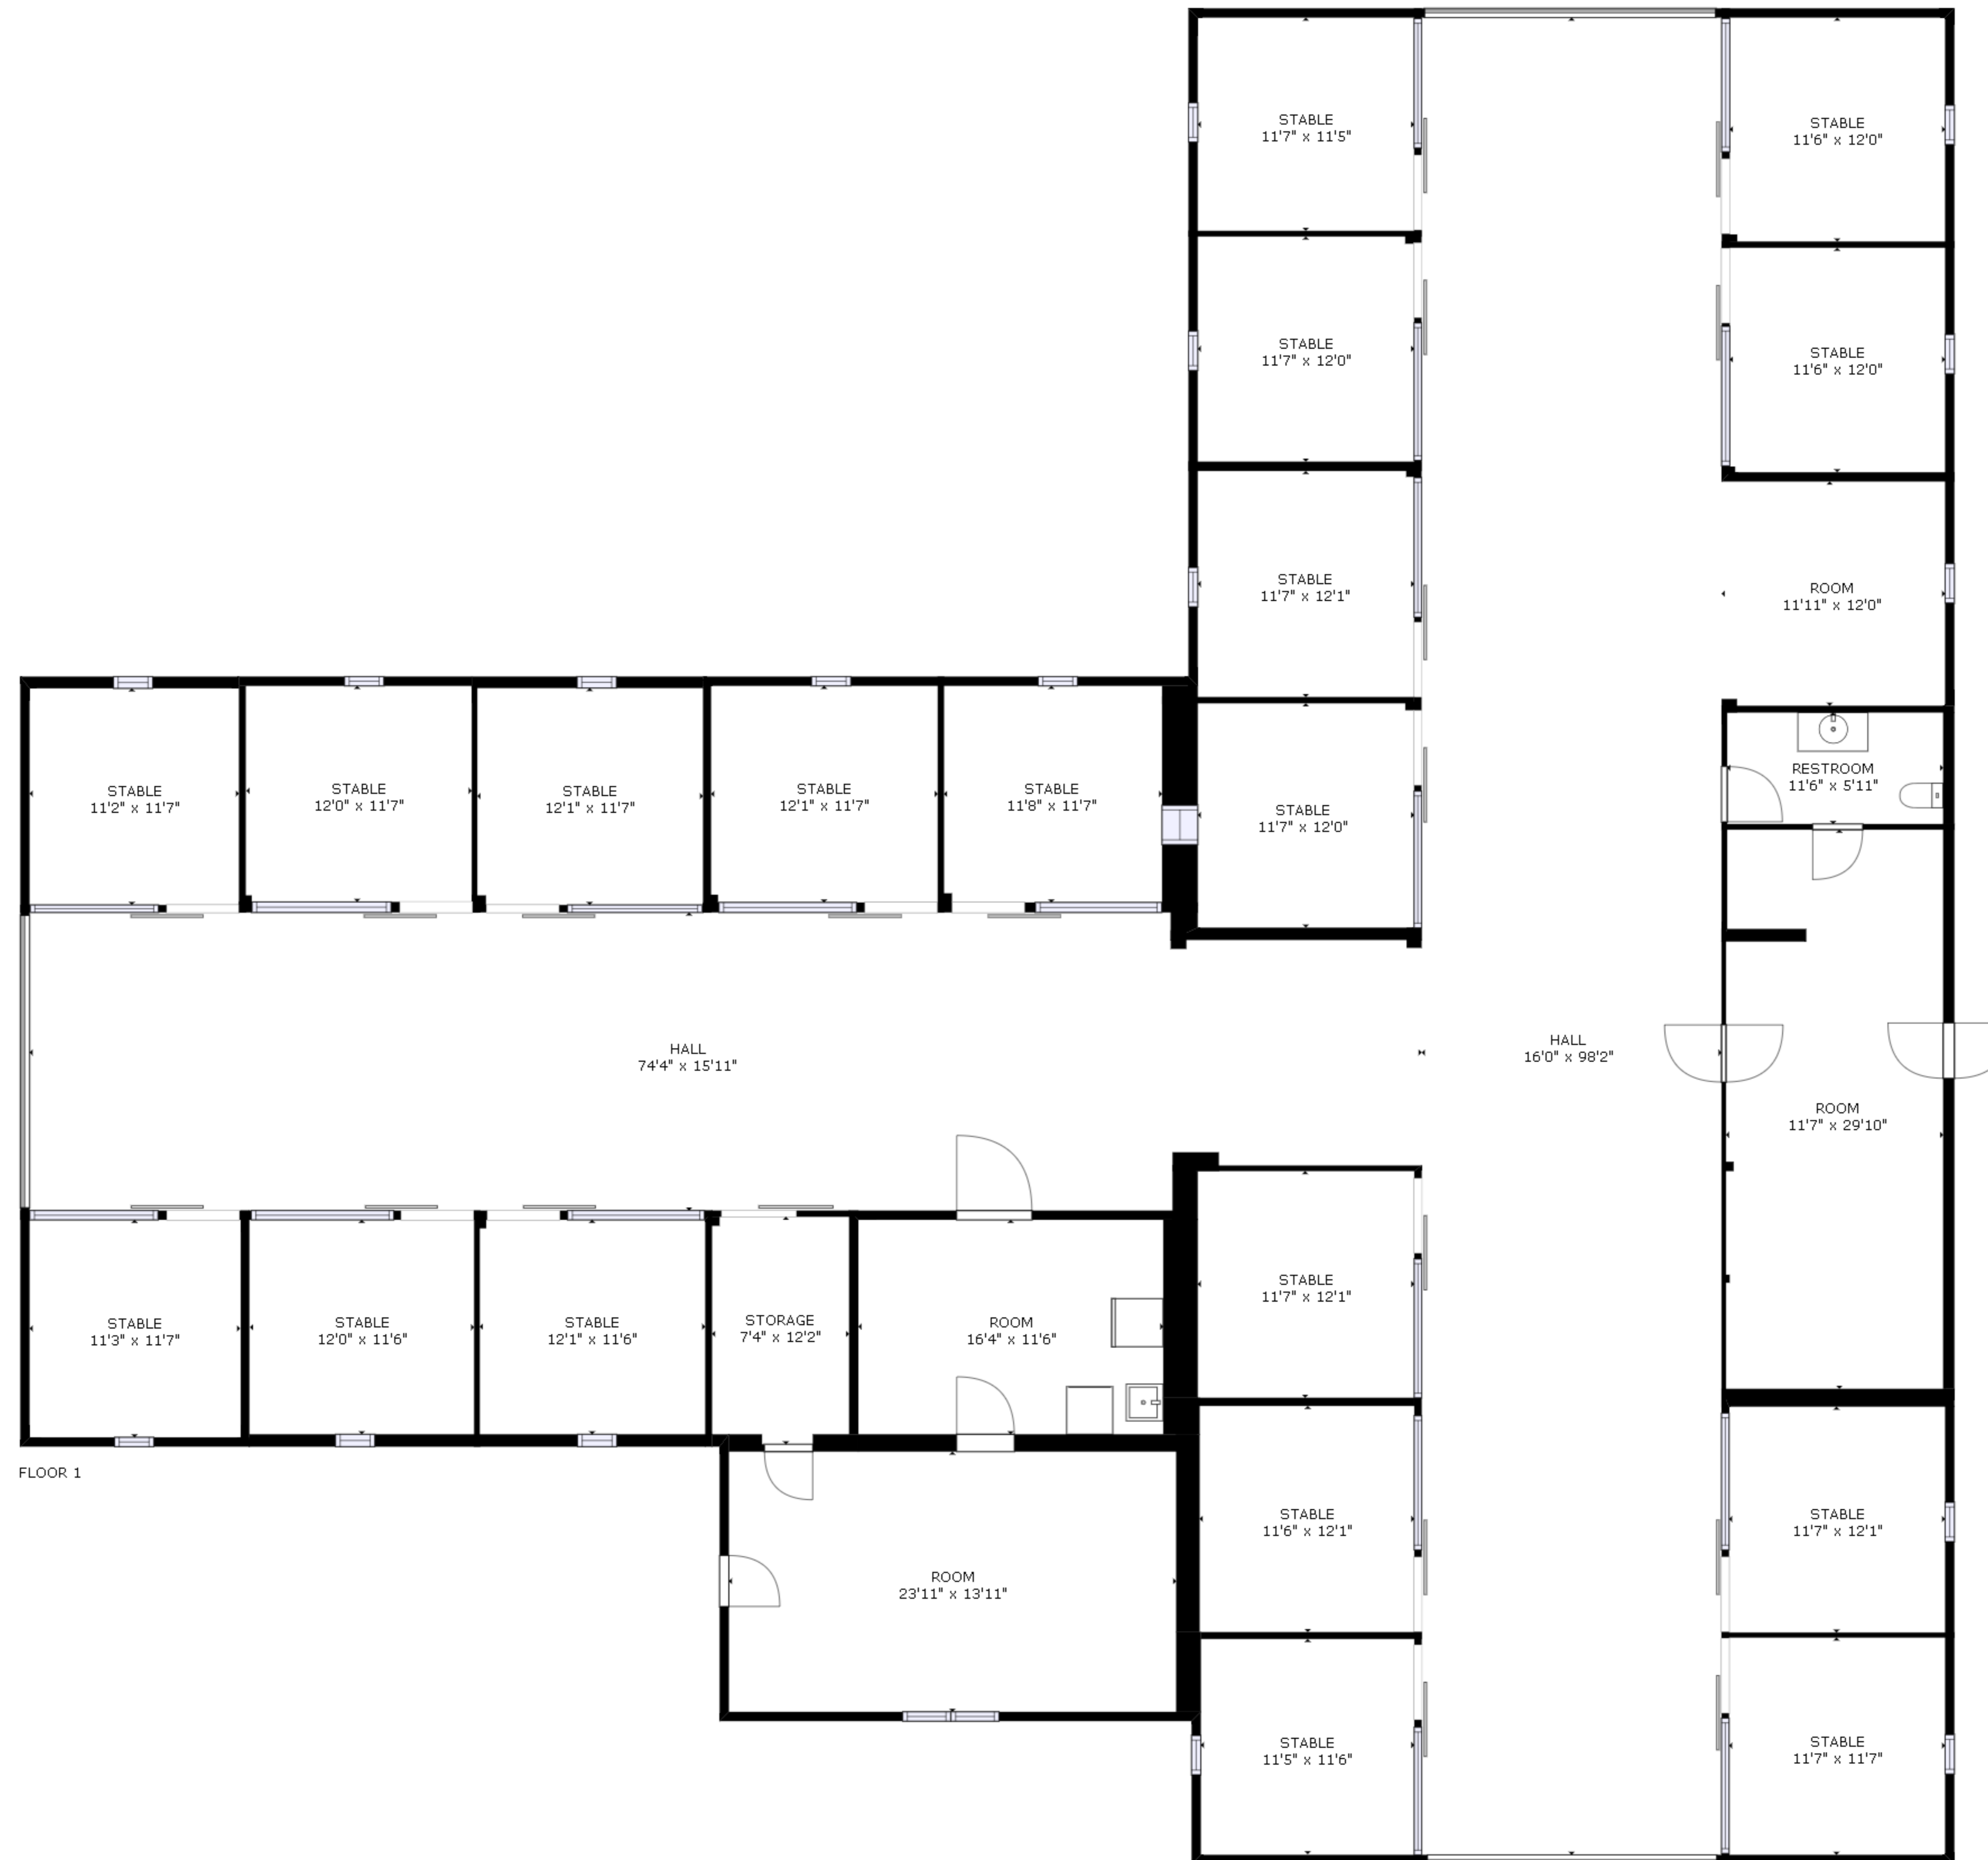 STABLE
11'7" x 11'5"
STABLE
11'6" x 12'0"
STABLE
11'7" x 12'0"
STABLE
11'6" x 12'0"
STABLE
11'7" x 12'1"
ROOM
11'11" x 12'0"
STABLE
11'2" x 11'7"
STABLE
12'0" x 11'7"
STABLE
12'1" x 11'7"
STABLE
12'1" x 11'7"
STABLE
11'8" x 11'7"
STABLE
11'7" x 12'0"
RESTROOM
11'6" x 5'11"
HALL
74'4" x 15'11"
HALL
16'0" x 98'2"
ROOM
11'7" x 29'10"
STABLE
11'3" x 11'7"
STABLE
12'0" x 11'6"
STABLE
12'1" x 11'6"
STORAGE
7'4" x 12'2"
ROOM
16'4" x 11'6"
STABLE
11'7" x 12'1"
FLOOR 1
STABLE
11'6" x 12'1"
STABLE
11'7" x 12'1"
ROOM
23'11" x 13'11"
STABLE
11'5" x 11'6"
STABLE
11'7" x 11'7"